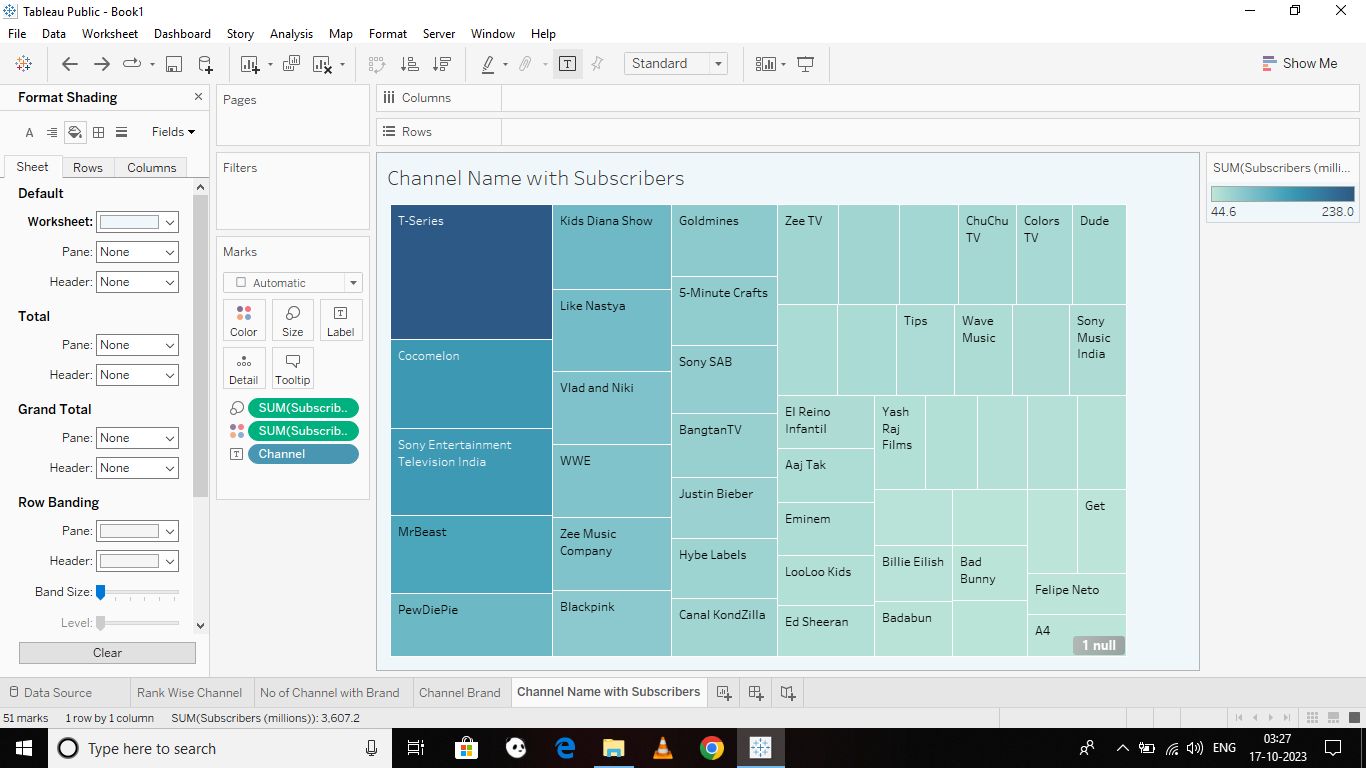 Tableau Public - Book1
File Data Worksheet Dashboard Story Analysis Map Format Server Window Help
Standard
Show Me
Format Shading
A
Fields
Sheet Rows Columns
Default
Worksheet:
Pane: None
Header: None
Total
Pane: None
Header: None
Grand Total
Pane: None
Header: None
Row Banding
Pane:
Header:
Band Size:
Level:
Clear
Pages
Filters
Marks
Automatic
Color Size Label
Detail Tooltip
SUM(Subscrib..
SUM(Subscrib..
Channel
Columns
Rows
Channel Name with Subscribers
T-Series
Cocomelon
Sony Entertainment
Television India
MrBeast
PewDiePie
Kids Diana Show
Like Nastya
Vlad and Niki
WWE
Zee Music
Company
Blackpink
Goldmines
5-Minute Crafts
Sony SAB
BangtanTV
Justin Bieber
Hybe Labels
Canal KondZilla
Zee TV
ChuChu
TV
Colors
TV
Dude
Tips
Wave
Music
Sony
Music
India
El Reino
Infantil
Aaj Tak
Eminem
LooLoo Kids
Ed Sheeran
Yash
Raj
Films
Get
Billie Eilish
Bad
Bunny
Badabun
Felipe Neto
A4
1 null
SUM(Subscribers (milli...
44.6 238.0
Data Source Rank Wise Channel No of Channel with Brand Channel Brand Channel Name with Subscribers
51 marks 1 row by 1 column SUM(Subscribers (millions)): 3,607.2
Type here to search
ENG
03:27
17-10-2023